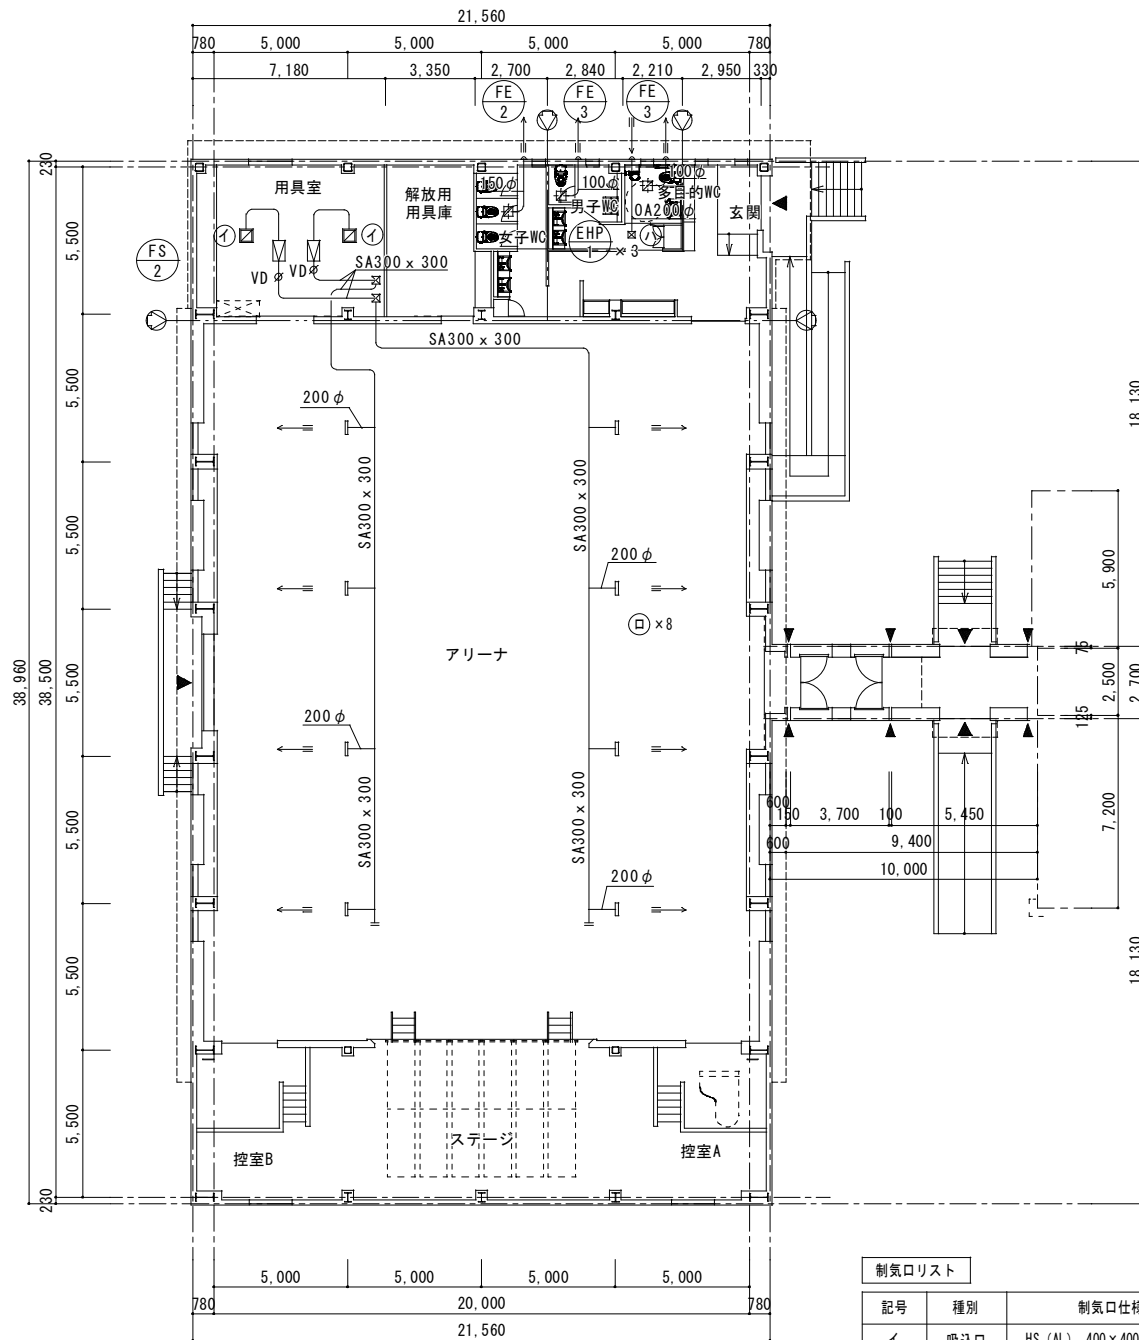 21,560
780 5,000 5,000 5,000 5,000 780
7,180 3,350 2,700 2,840 2,210 2,950 330
FE 2
FE 3
FE 3
230
用具室
解放用
用具庫
150φ
100φ
100φ
多目的WC
男子WC
OA200φ
玄関
女子WC
EHP 1 ×3
イ
イ
ハ
FS 2
VD
VD
SA300×300
SA300×300
5,500
5,500
5,500
5,500
5,500
5,500
5,500
38,500
38,960
230
200φ
SA300×300
SA300×300
200φ
ロ ×8
アリーナ
200φ
SA300×300
SA300×300
200φ
18,130
5,900
75
2,500
2,700
125
7,200
600
150 3,700 100 5,450
600 9,400
10,000
18,130
ステージ
控室B
控室A
5,000 5,000 5,000 5,000
780 20,000 780
21,560
制気口リスト
記号 種別 制気口仕様
イ 吸込口 HS (AL) 400×400